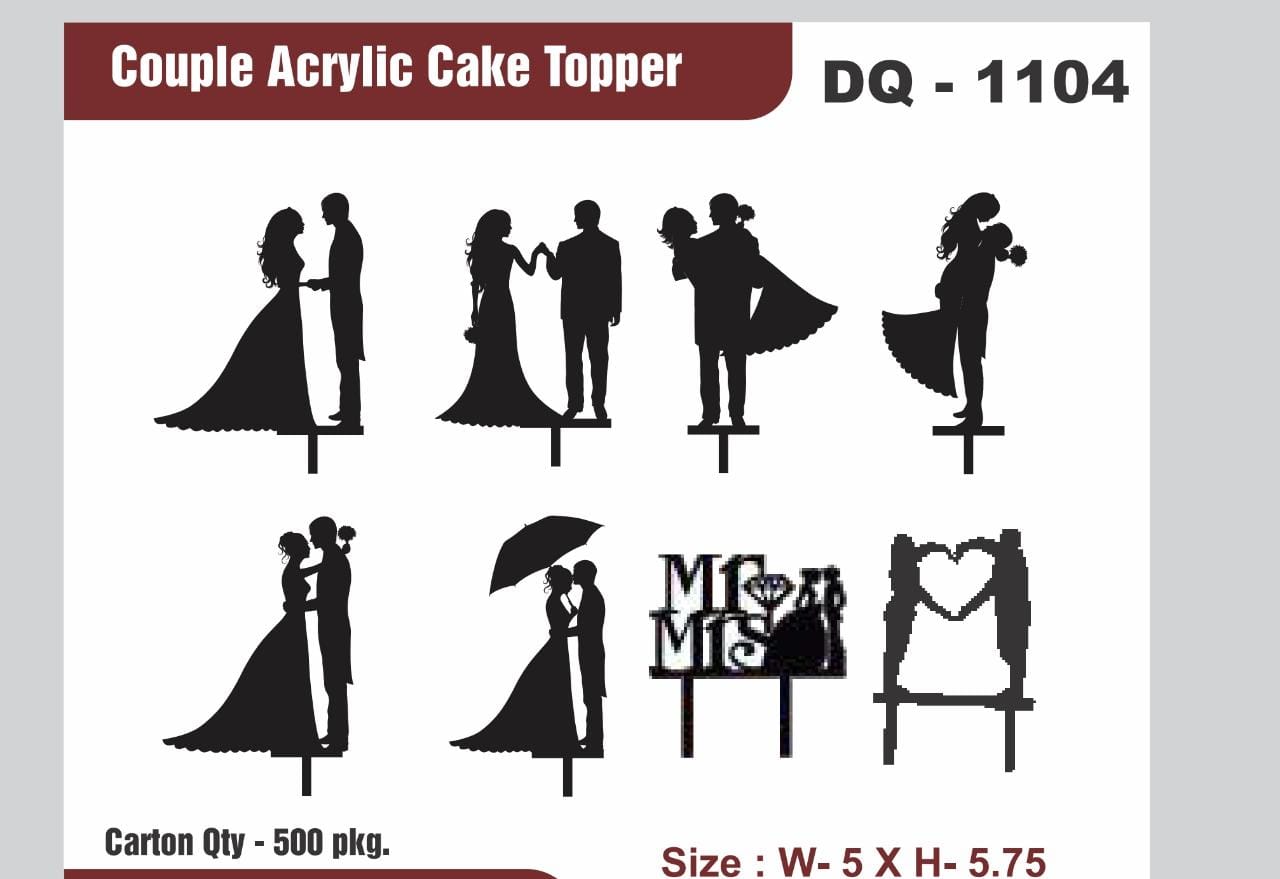 Couple Acrylic Cake Topper
DQ - 1104
Mr
Mrs
Carton Qty - 500 pkg.
Size : W- 5 X H- 5.75